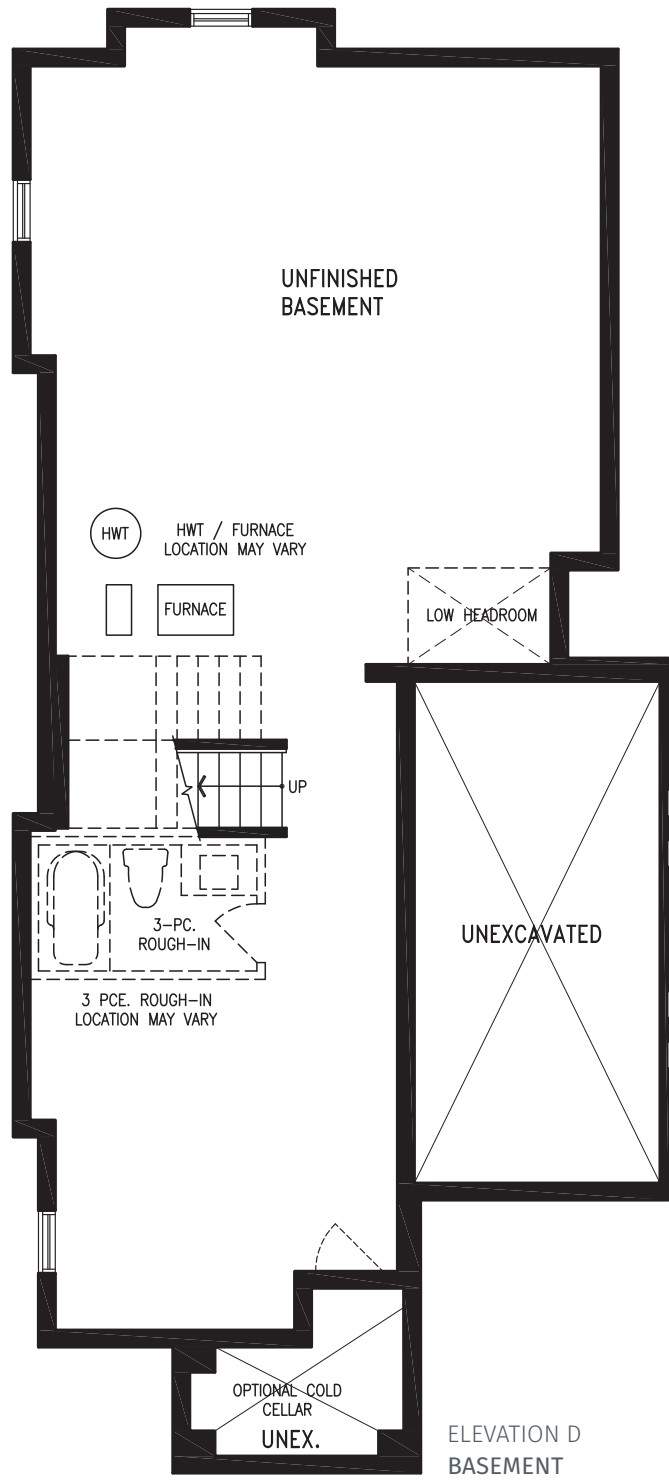 UNFINISHED
BASEMENT
HWT
HWT / FURNACE
LOCATION MAY VARY
FURNACE
LOW HEADROOM
UP
3-PC.
ROUGH-IN
UNEXCAVATED
3 PCE. ROUGH-IN
LOCATION MAY VARY
OPTIONAL COLD
CELLAR
UNEX.
ELEVATION D
BASEMENT